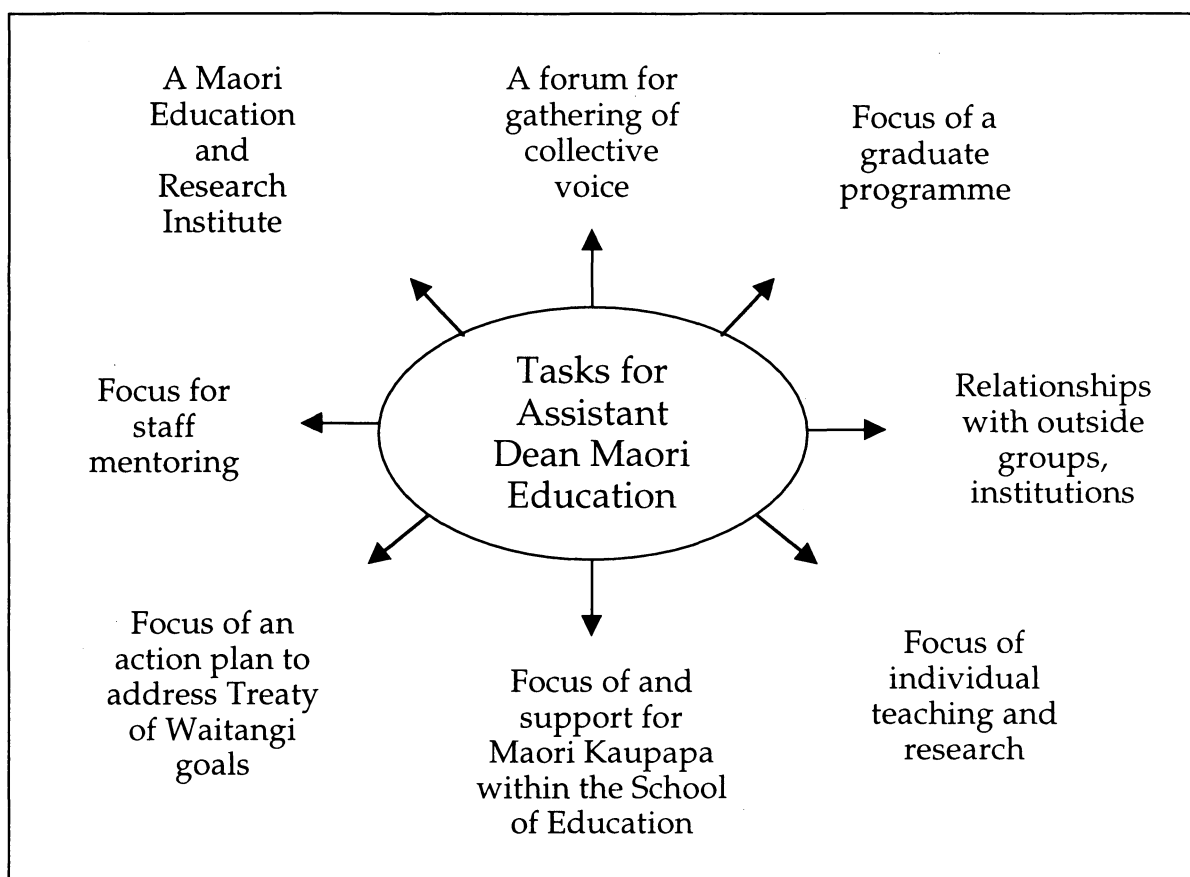 A Maori
Education
and
Research
Institute
A forum for
gathering of
collective
voice
Focus of a
graduate
programme
Focus for
staff
mentoring
Tasks for
Assistant
Dean Maori
Education
Relationships
with outside
groups,
institutions
Focus of an
action plan to
address Treaty
of Waitangi
goals
Focus of and
support for
Maori Kaupapa
within the School
of Education
Focus of
individual
teaching and
research